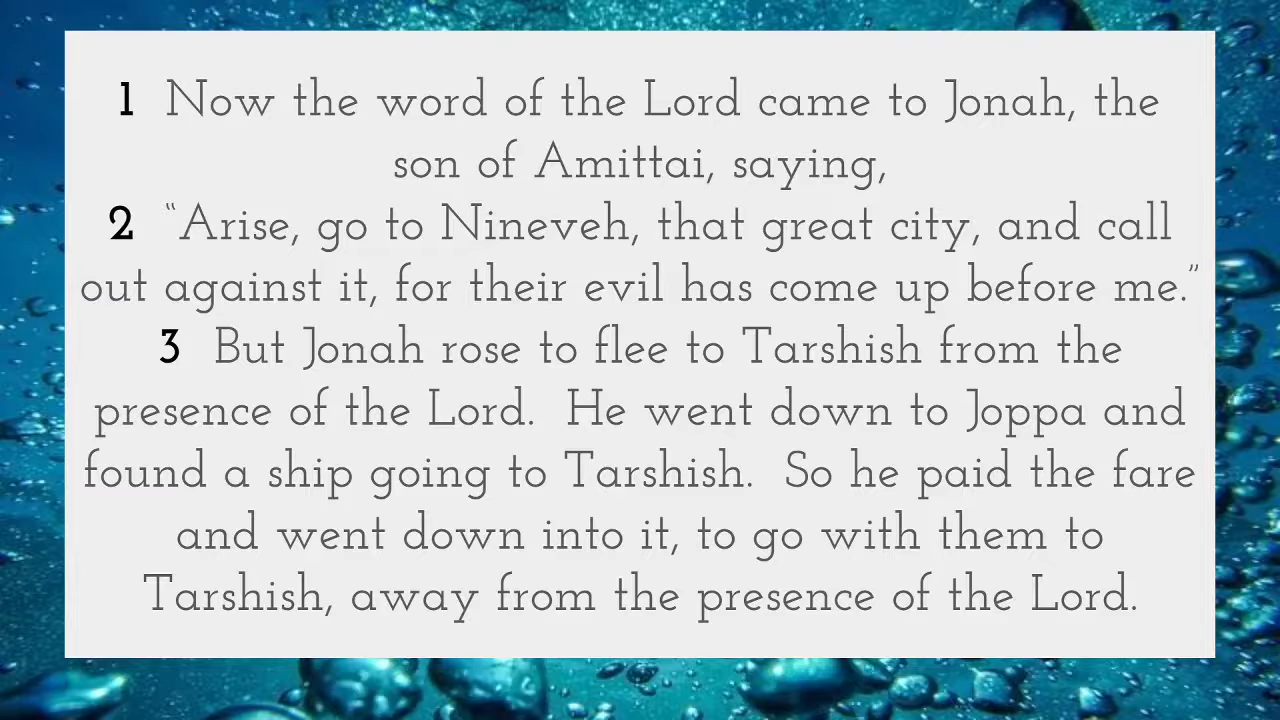 1 Now the word of the Lord came to Jonah, the
son of Amittai, saying,
2 “Arise, go to Nineveh, that great city, and call
out against it, for their evil has come up before me.”
3 But Jonah rose to flee to Tarshish from the
presence of the Lord. He went down to Joppa and
found a ship going to Tarshish. So he paid the fare
and went down into it, to go with them to
Tarshish, away from the presence of the Lord.